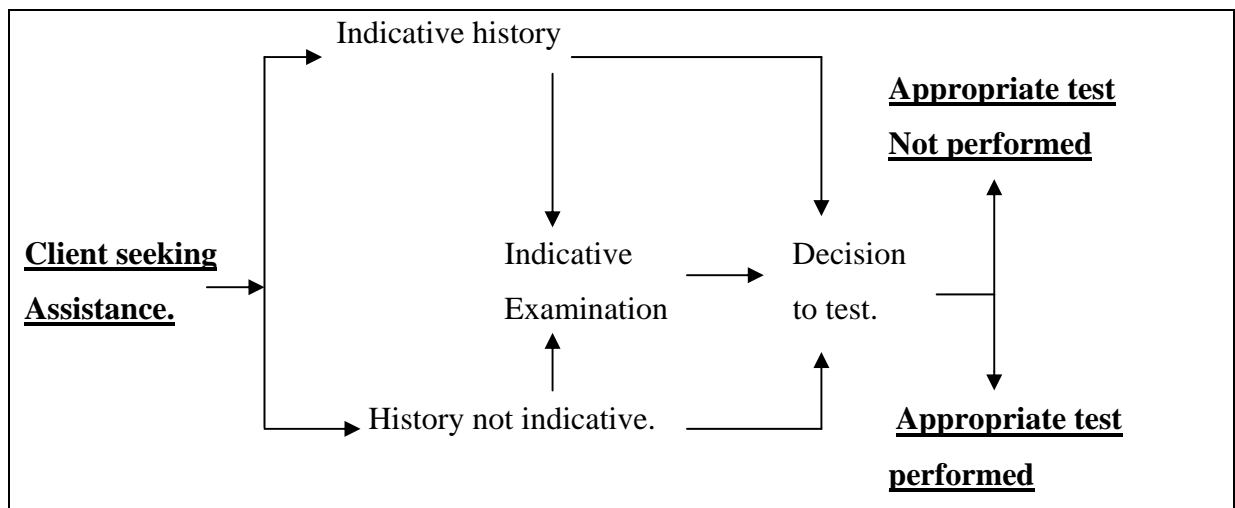 Indicative history
Appropriate test
Not performed
Client seeking
Assistance.
Indicative
Examination
Decision
to test.
History not indicative.
Appropriate test
performed